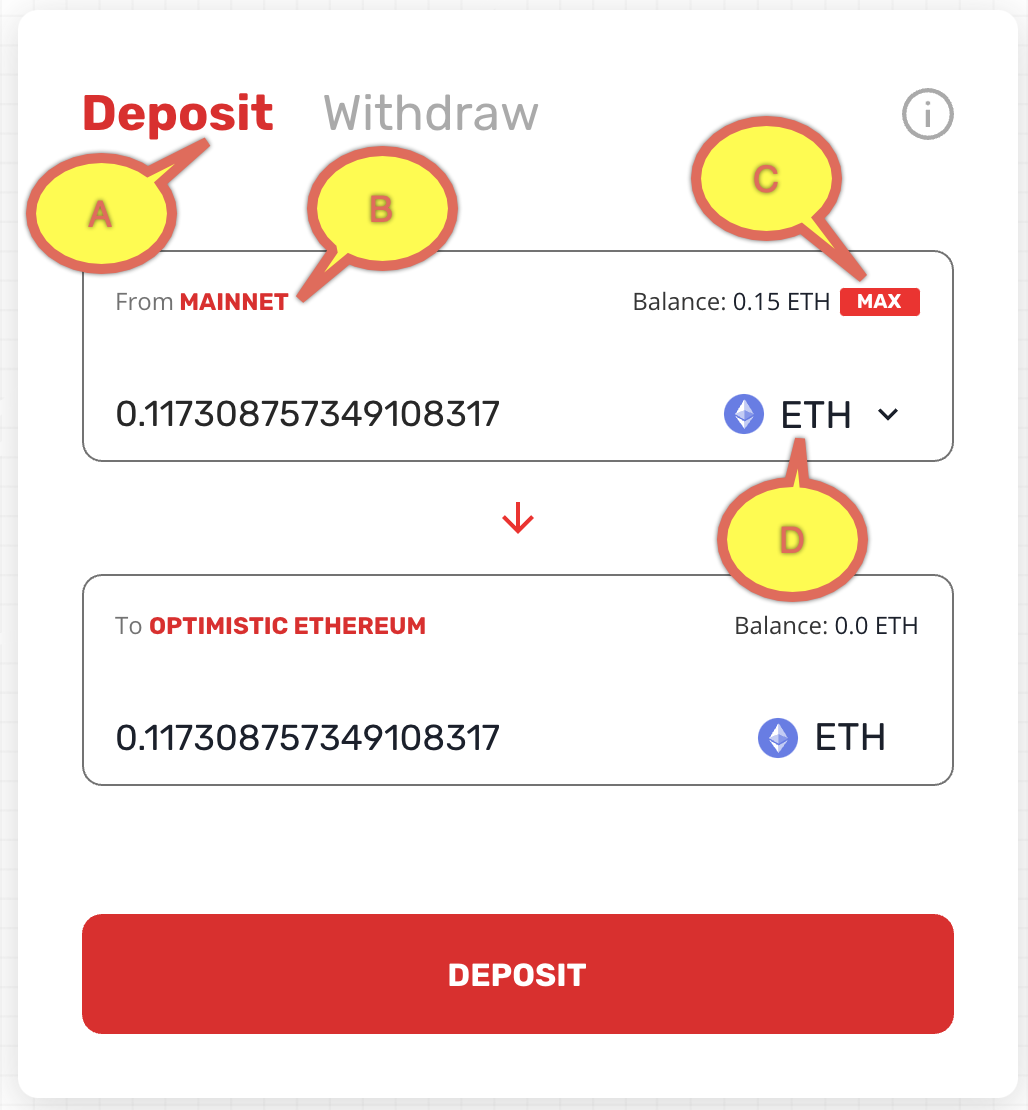 Deposit Withdraw i
A
B
C
From MAINNET Balance: 0.15 ETH MAX
0.117308757349108317 ETH
D
To OPTIMISTIC ETHEREUM Balance: 0.0 ETH
0.117308757349108317 ETH
DEPOSIT